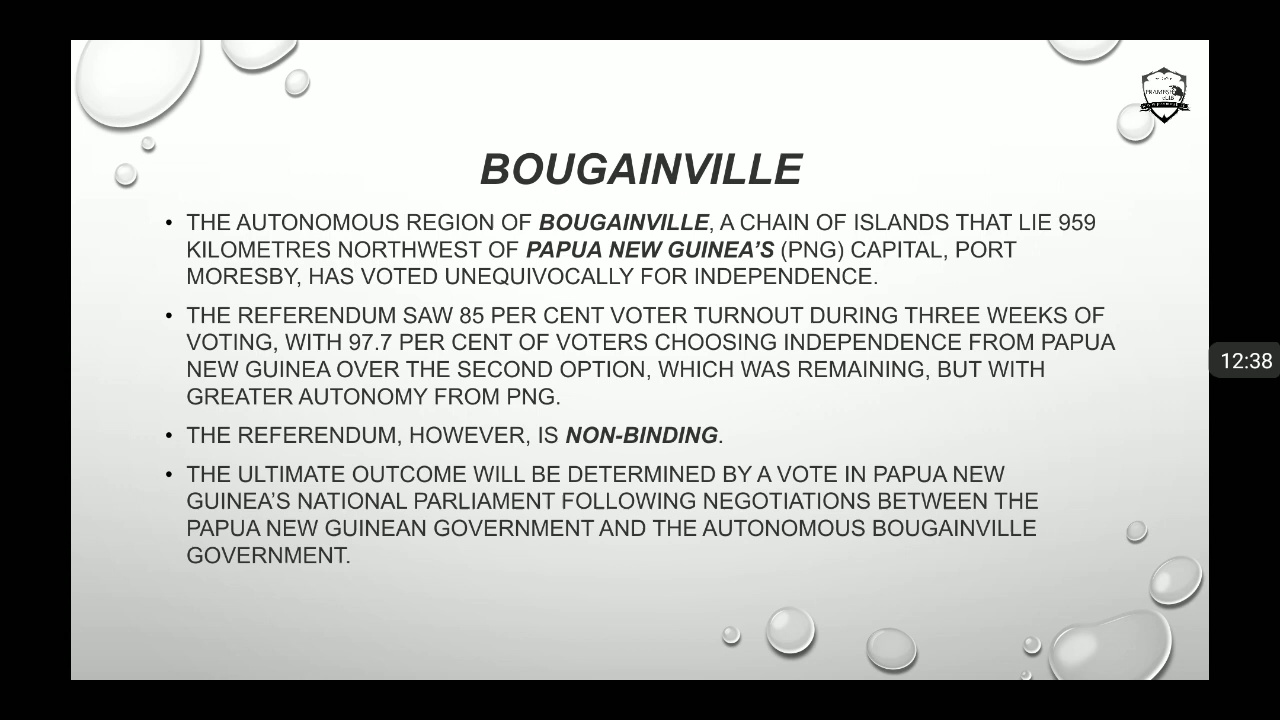 BOUGAINVILLE
• THE AUTONOMOUS REGION OF BOUGAINVILLE, A CHAIN OF ISLANDS THAT LIE 959
KILOMETRES NORTHWEST OF PAPUA NEW GUINEA'S (PNG) CAPITAL, PORT
MORESBY, HAS VOTED UNEQUIVOCALLY FOR INDEPENDENCE.
• THE REFERENDUM SAW 85 PER CENT VOTER TURNOUT DURING THREE WEEKS OF
VOTING, WITH 97.7 PER CENT OF VOTERS CHOOSING INDEPENDENCE FROM PAPUA
NEW GUINEA OVER THE SECOND OPTION, WHICH WAS REMAINING, BUT WITH
GREATER AUTONOMY FROM PNG.
• THE REFERENDUM, HOWEVER, IS NON-BINDING.
• THE ULTIMATE OUTCOME WILL BE DETERMINED BY A VOTE IN PAPUA NEW
GUINEA'S NATIONAL PARLIAMENT FOLLOWING NEGOTIATIONS BETWEEN THE
PAPUA NEW GUINEAN GOVERNMENT AND THE AUTONOMOUS BOUGAINVILLE
GOVERNMENT.
12:38